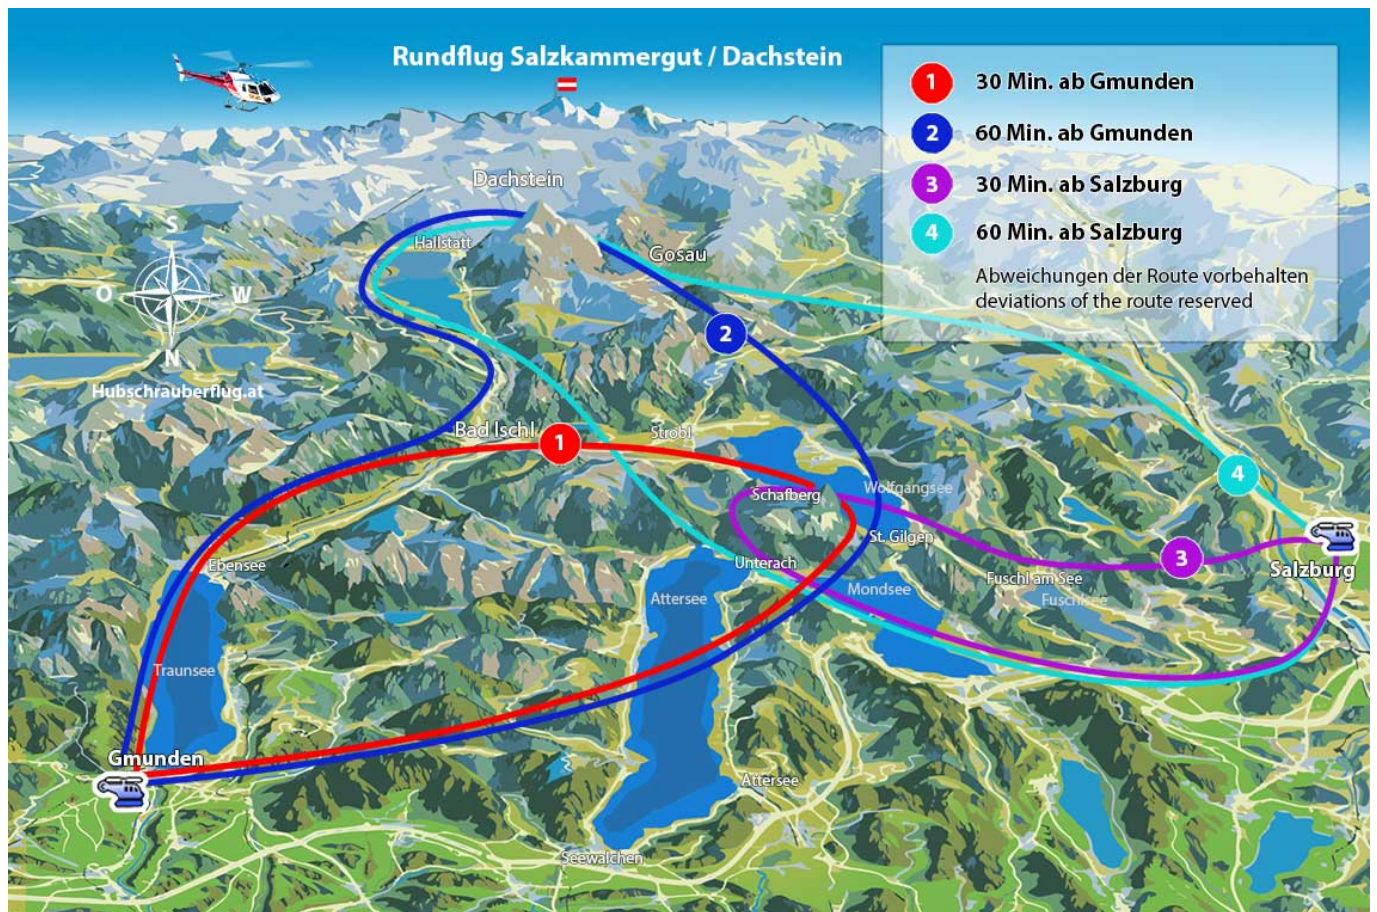 Rundflug Salzkammergut / Dachstein
1 30 Min. ab Gmunden
2 60 Min. ab Gmunden
3 30 Min. ab Salzburg
4 60 Min. ab Salzburg
Abweichungen der Route vorbehalten
deviations of the route reserved
Dachstein
S
Hallstatt
Gosau
O
W
2
N
Hubschrauberflug.at
Bad Ischl
1
Strobl
4
Schafberg
Wolfgangsee
St. Gilgen
3
Ebensee
Unterach
Salzburg
Fuschl am See
Mondsee
Attersee
Fuschlsee
Traunsee
Gmunden
Attersee
Seewalchen